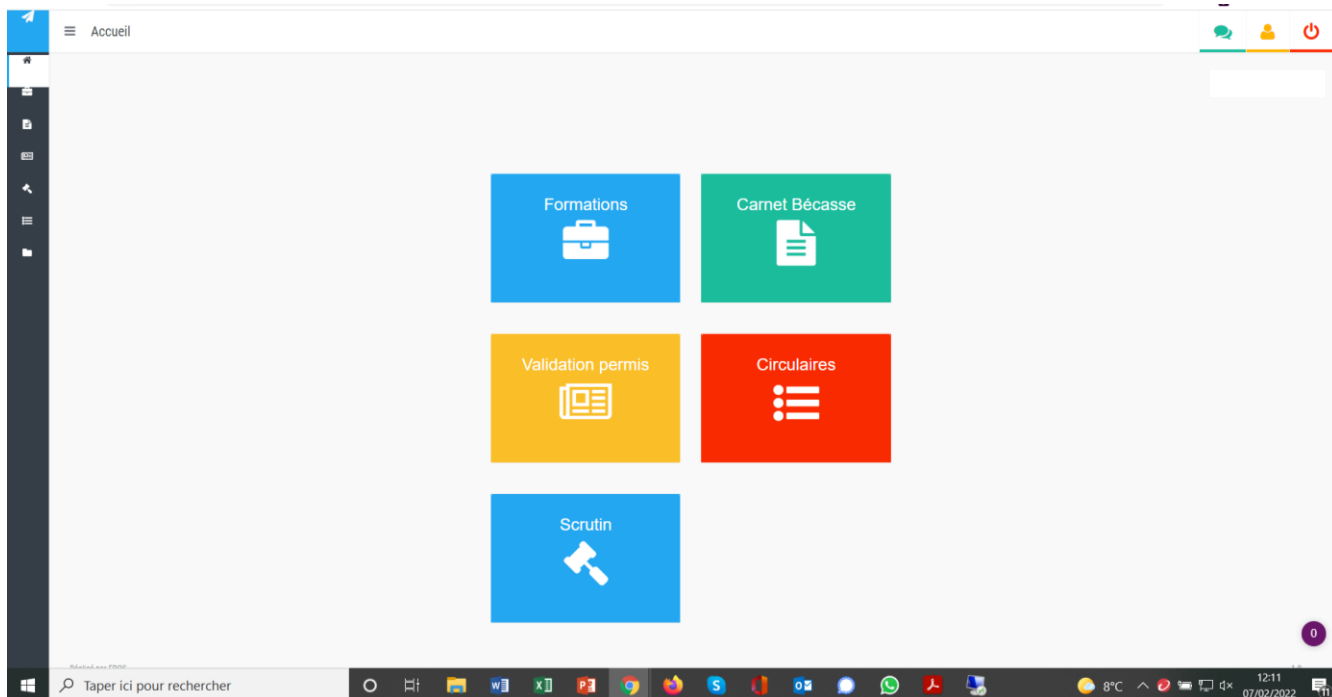 Accueil
Formations
Carnet Bécasse
Validation permis
Circulaires
Scrutin
0
Taper ici pour rechercher
8°C
12:11
07/02/2022